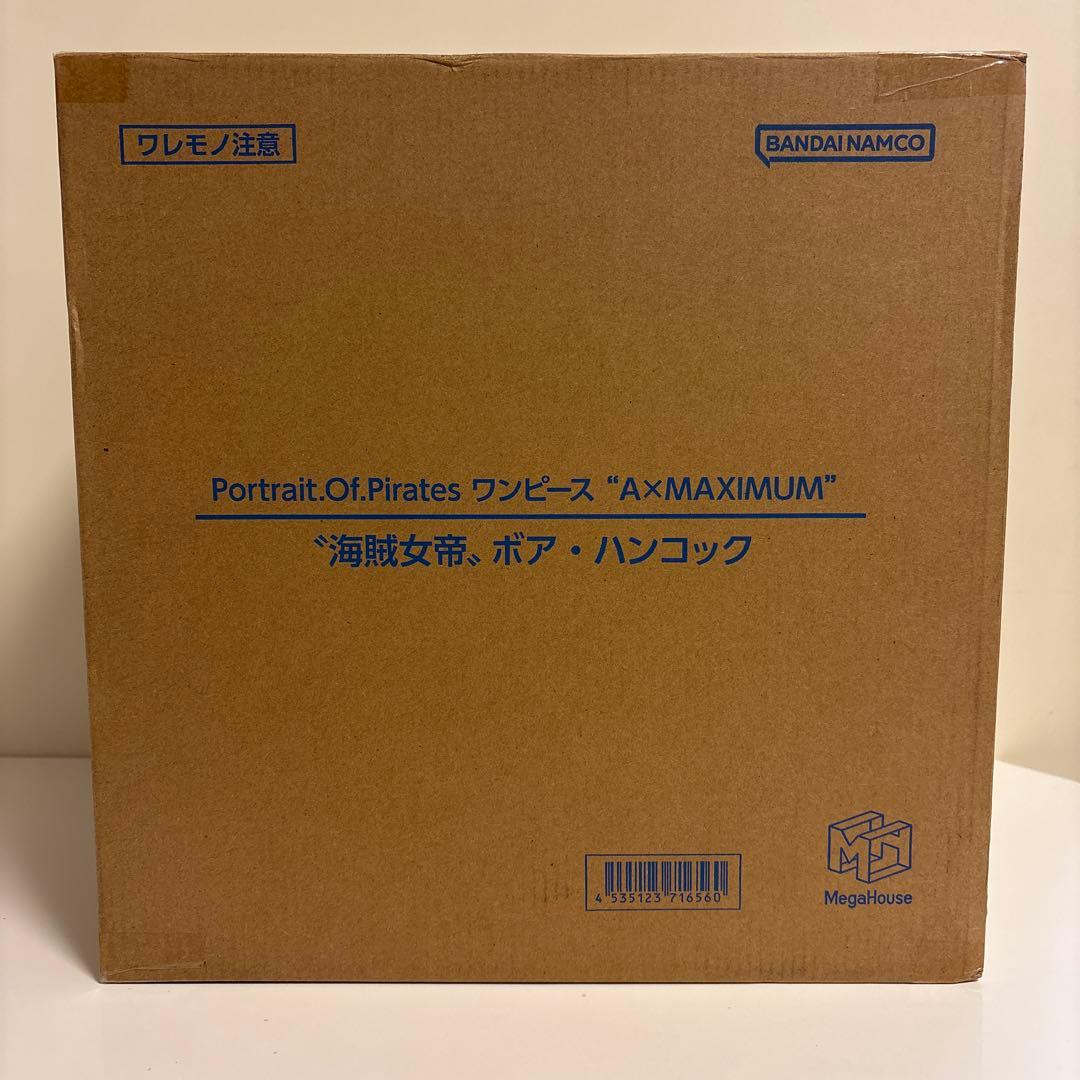 ワレモノ注意
BANDAI NAMCO
Portrait.Of.Pirates ワンピース “A×MAXIMUM”
〝海賊女帝〟ボア・ハンコック
4 535123 716560
MegaHouse